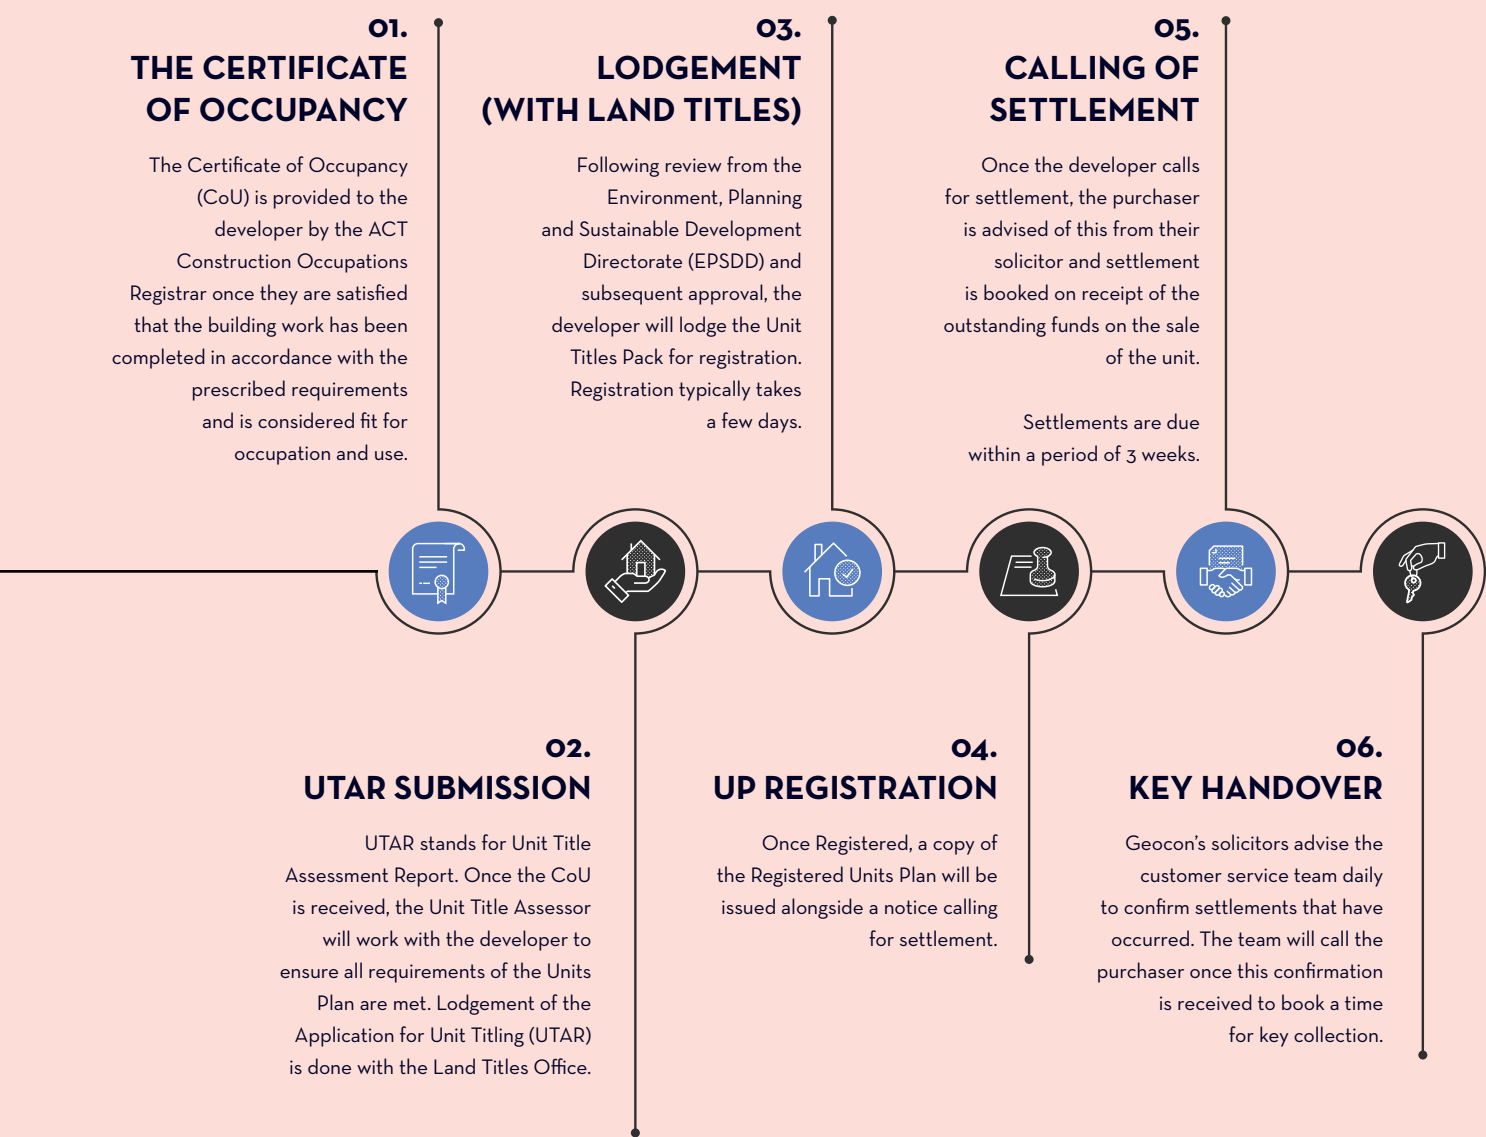 01.
THE CERTIFICATE
OF OCCUPANCY
The Certificate of Occupancy
(CoU) is provided to the
developer by the ACT
Construction Occupations
Registrar once they are satisfied
that the building work has been
completed in accordance with the
prescribed requirements
and is considered fit for
occupation and use.
02.
UTAR SUBMISSION
UTAR stands for Unit Title
Assessment Report. Once the CoU
is received, the Unit Title Assessor
will work with the developer to
ensure all requirements of the Units
Plan are met. Lodgement of the
Application for Unit Titling (UTAR)
is done with the Land Titles Office.
03.
LODGEMENT
(WITH LAND TITLES)
Following review from the
Environment, Planning
and Sustainable Development
Directorate (EPSDD) and
subsequent approval, the
developer will lodge the Unit
Titles Pack for registration.
Registration typically takes
a few days.
04.
UP REGISTRATION
Once Registered, a copy of
the Registered Units Plan will be
issued alongside a notice calling
for settlement.
05.
CALLING OF
SETTLEMENT
Once the developer calls
for settlement, the purchaser
is advised of this from their
solicitor and settlement
is booked on receipt of the
outstanding funds on the sale
of the unit.
Settlements are due
within a period of 3 weeks.
06.
KEY HANDOVER
Geocon’s solicitors advise the
customer service team daily
to confirm settlements that have
occurred. The team will call the
purchaser once this confirmation
is received to book a time
for key collection.